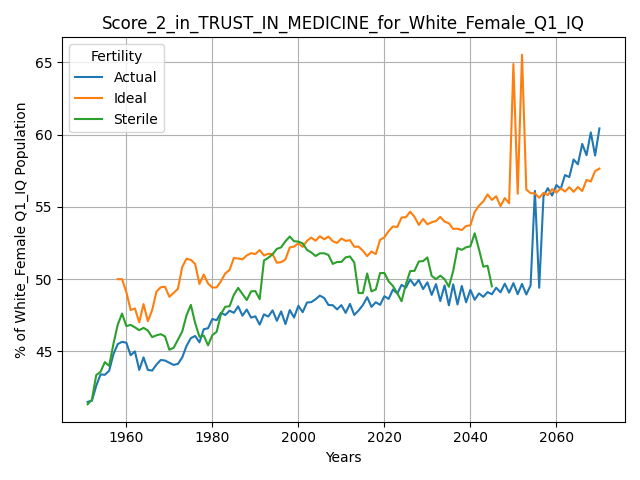 Score_2_in_TRUST_IN_MEDICINE_for_White_Female_Q1_IQ
Fertility
Actual
Ideal
Sterile
% of White_Female Q1_IQ Population
65
60
55
50
45
1960
1980
2000
2020
2040
2060
Years